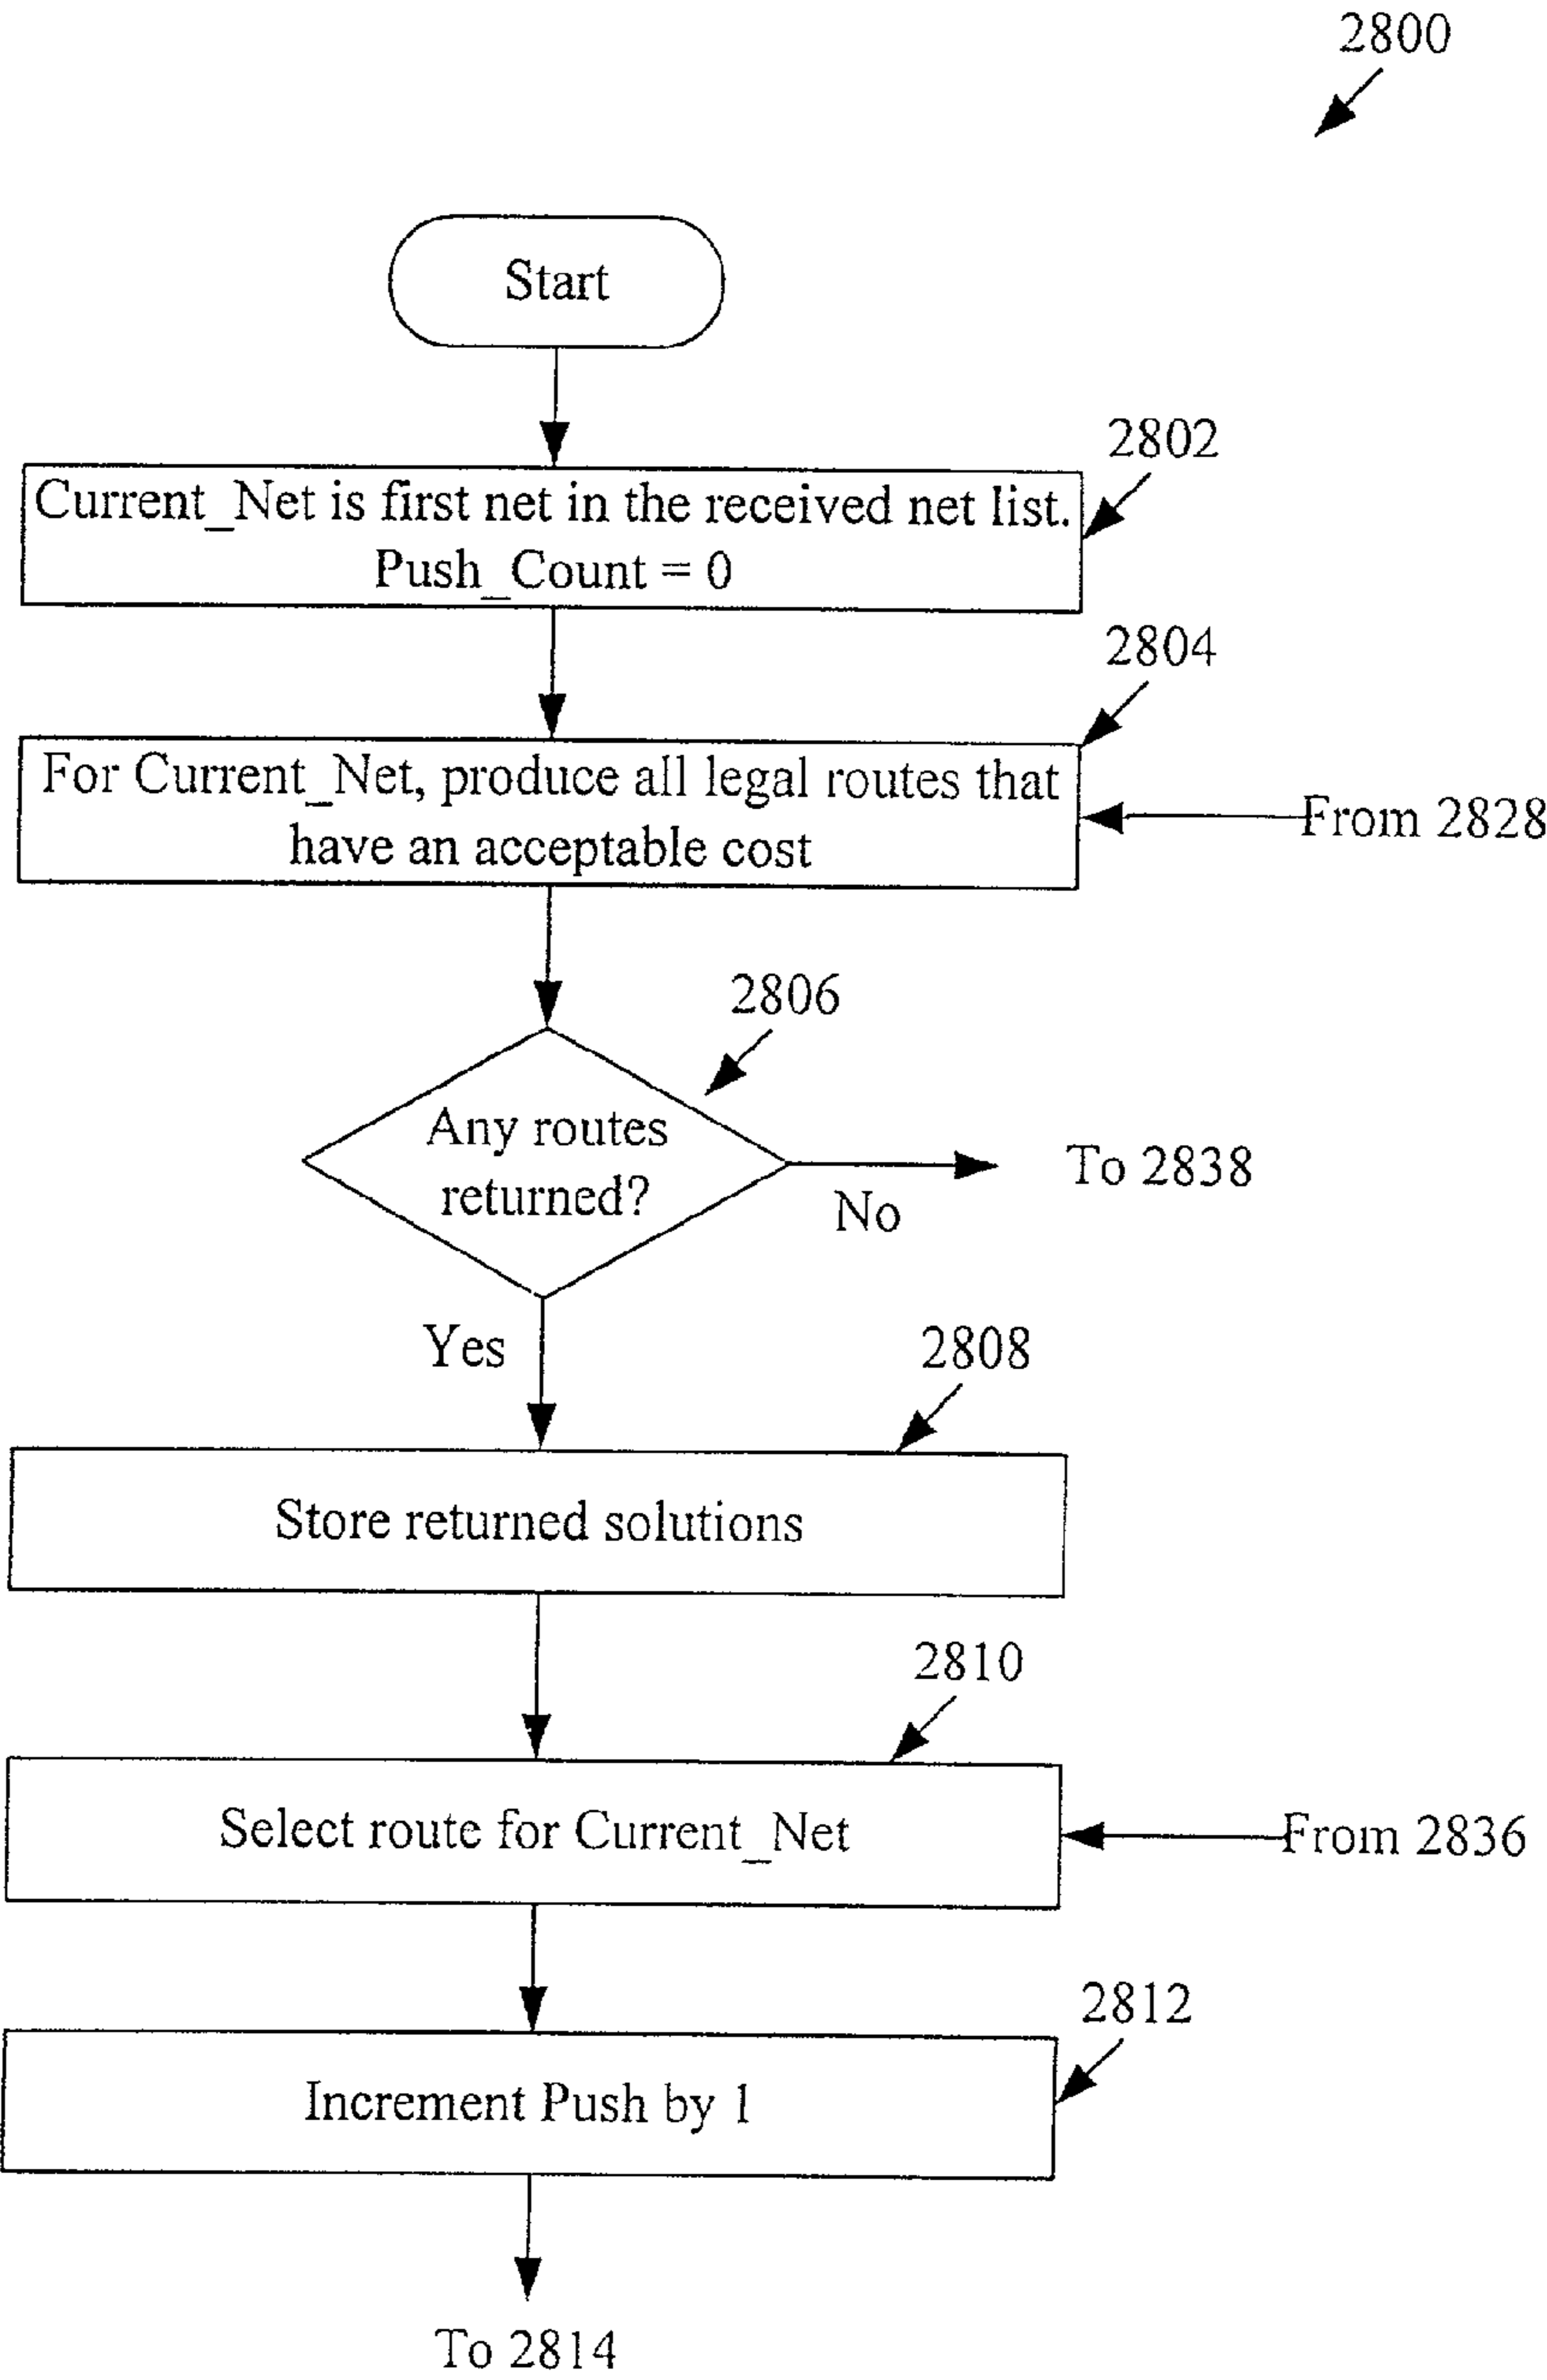 2800
Start
2802
Current_Net is first net in the received net list.
Push_Count = 0
2804
For Current_Net, produce all legal routes that
have an acceptable cost
From 2828
2806
Any routes
returned?
To 2838
No
Yes
2808
Store returned solutions
2810
Select route for Current_Net
From 2836
2812
Increment Push by 1
To 2814